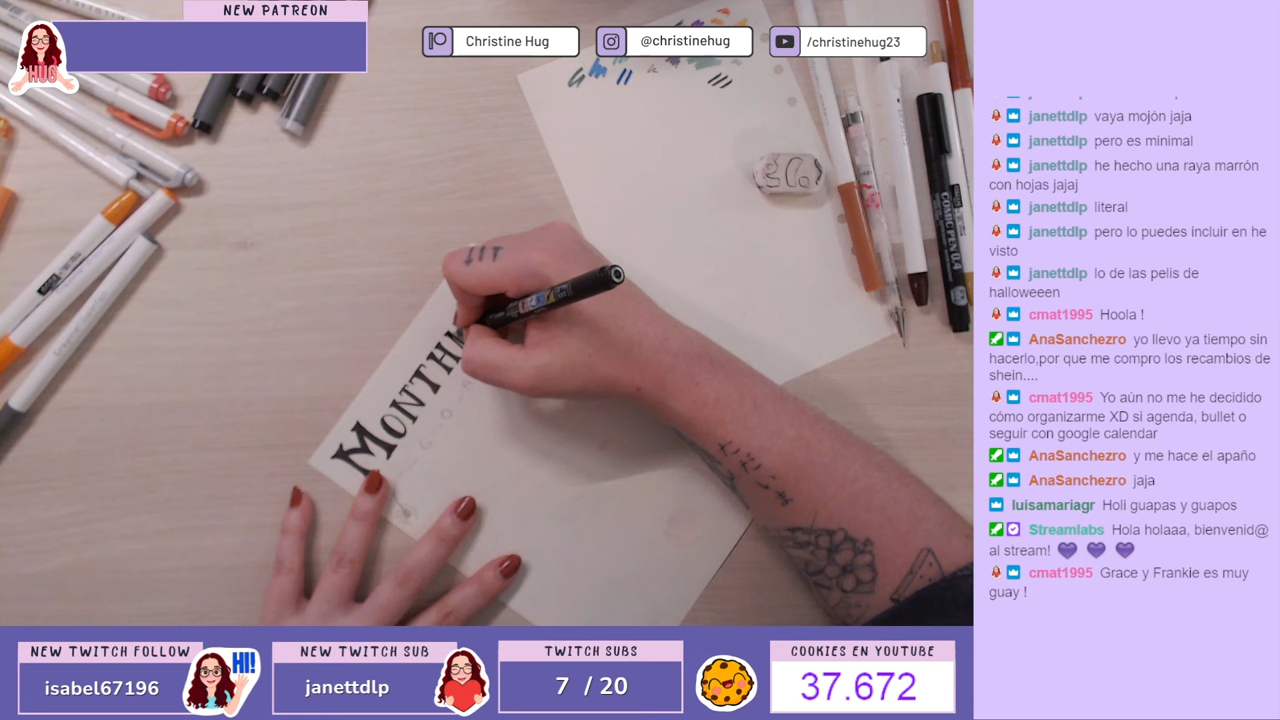 NEW PATREON
HUG
Christine Hug
@christinehug
/christinehug23
COMIC PEN 0.4
MONTH
janettdlp vaya mojón jaja
janettdlp pero es minimal
janettdlp he hecho una raya marrón
con hojas jajaj
janettdlp literal
janettdlp pero lo puedes incluir en he
visto
janettdlp lo de las pelis de
halloweeen
cmat1995 Hoola !
AnaSanchezro yo llevo ya tiempo sin
hacerlo,por que me compro los recambios de
shein....
cmat1995 Yo aún no me he decidido
cómo organizarme XD si agenda, bullet o
seguir con google calendar
AnaSanchezro y me hace el apaño
AnaSanchezro jaja
luisamariagr Holi guapas y guapos
Streamlabs Hola holaaa, bienvenid@
al stream!
cmat1995 Grace y Frankie es muy
guay !
NEW TWITCH FOLLOW
isabel67196
HI!
NEW TWITCH SUB
janettdlp
TWITCH SUBS
7 / 20
COOKIES EN YOUTUBE
37.672